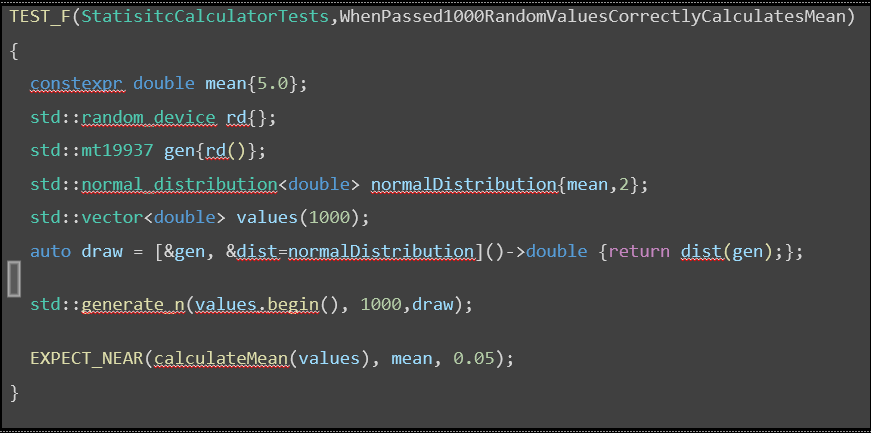 TEST_F(StatisitcCalculatorTests,WhenPassed1000RandomValuesCorrectlyCalculatesMean)
{
constexpr double mean{5.0};
std::random_device rd{};
std::mt19937 gen{rd()};
std::normal_distribution<double> normalDistribution{mean,2};
std::vector<double> values(1000);
auto draw = [&gen, &dist=normalDistribution]()->double {return dist(gen);};
std::generate_n(values.begin(), 1000,draw);
EXPECT_NEAR(calculateMean(values), mean, 0.05);
}